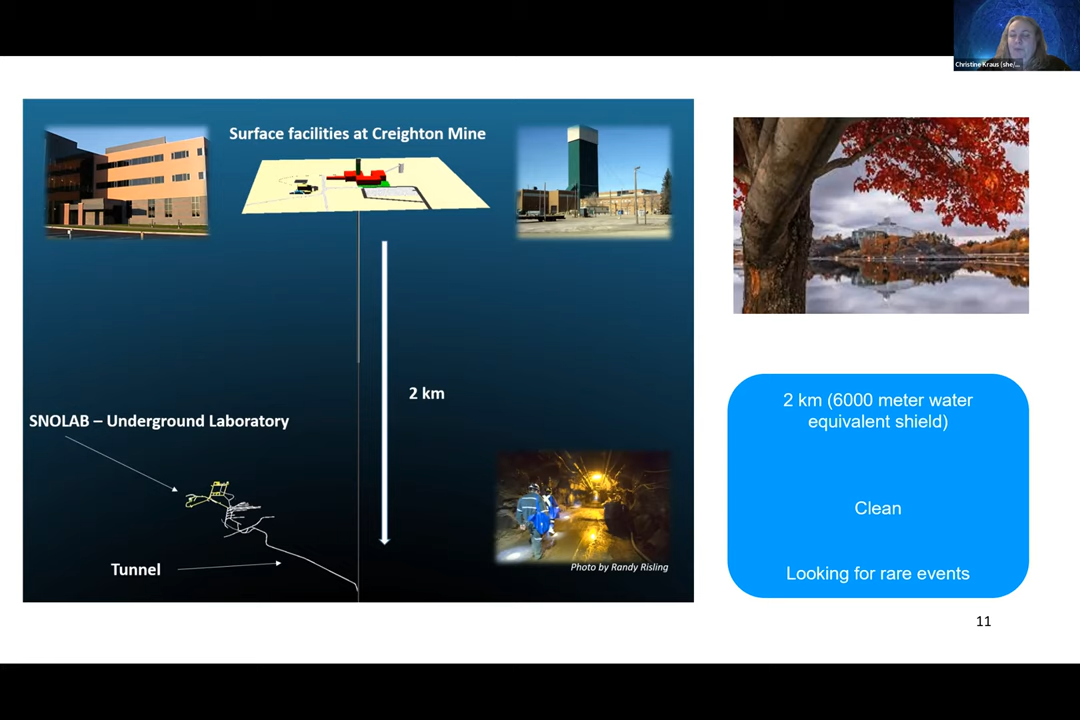 Christine Kraus (she/...
Surface facilities at Creighton Mine
2 km
SNOLAB – Underground Laboratory
Tunnel
Photo by Randy Risling
2 km (6000 meter water
equivalent shield)
Clean
Looking for rare events
11